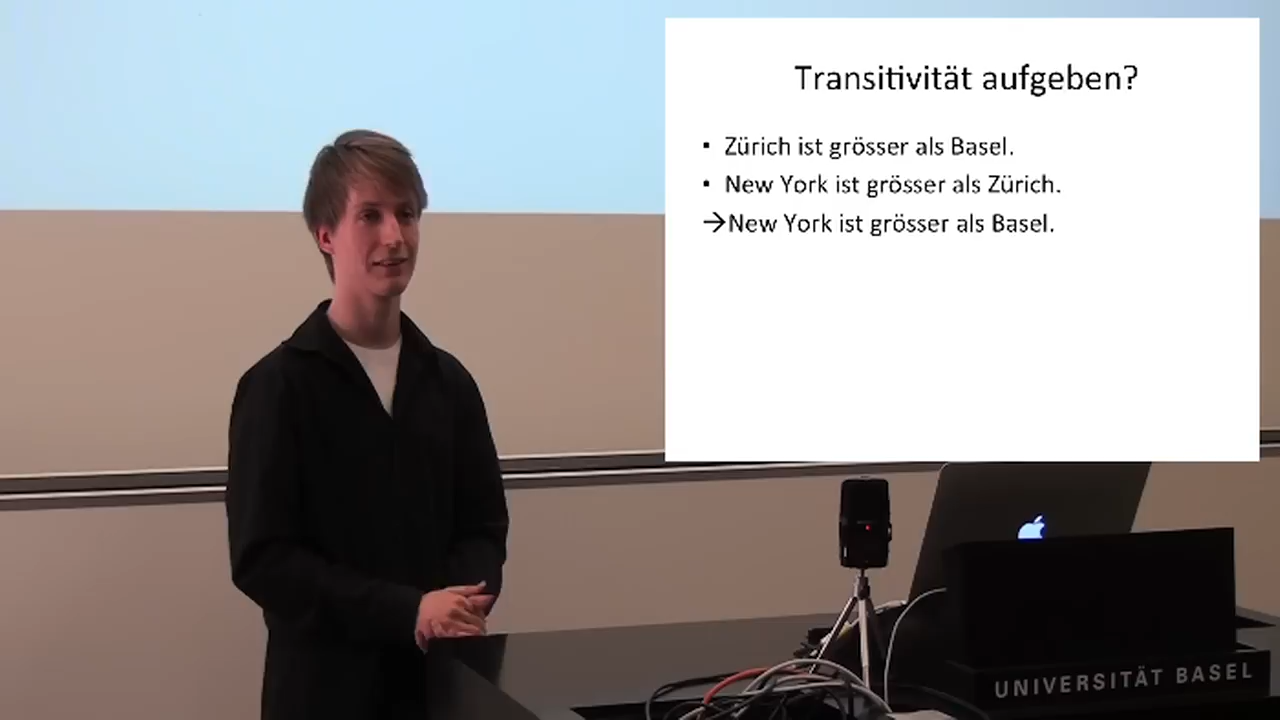 Transitivität aufgeben?
▪ Zürich ist grösser als Basel.
▪ New York ist grösser als Zürich.
→New York ist grösser als Basel.
UNIVERSITÄT BASEL